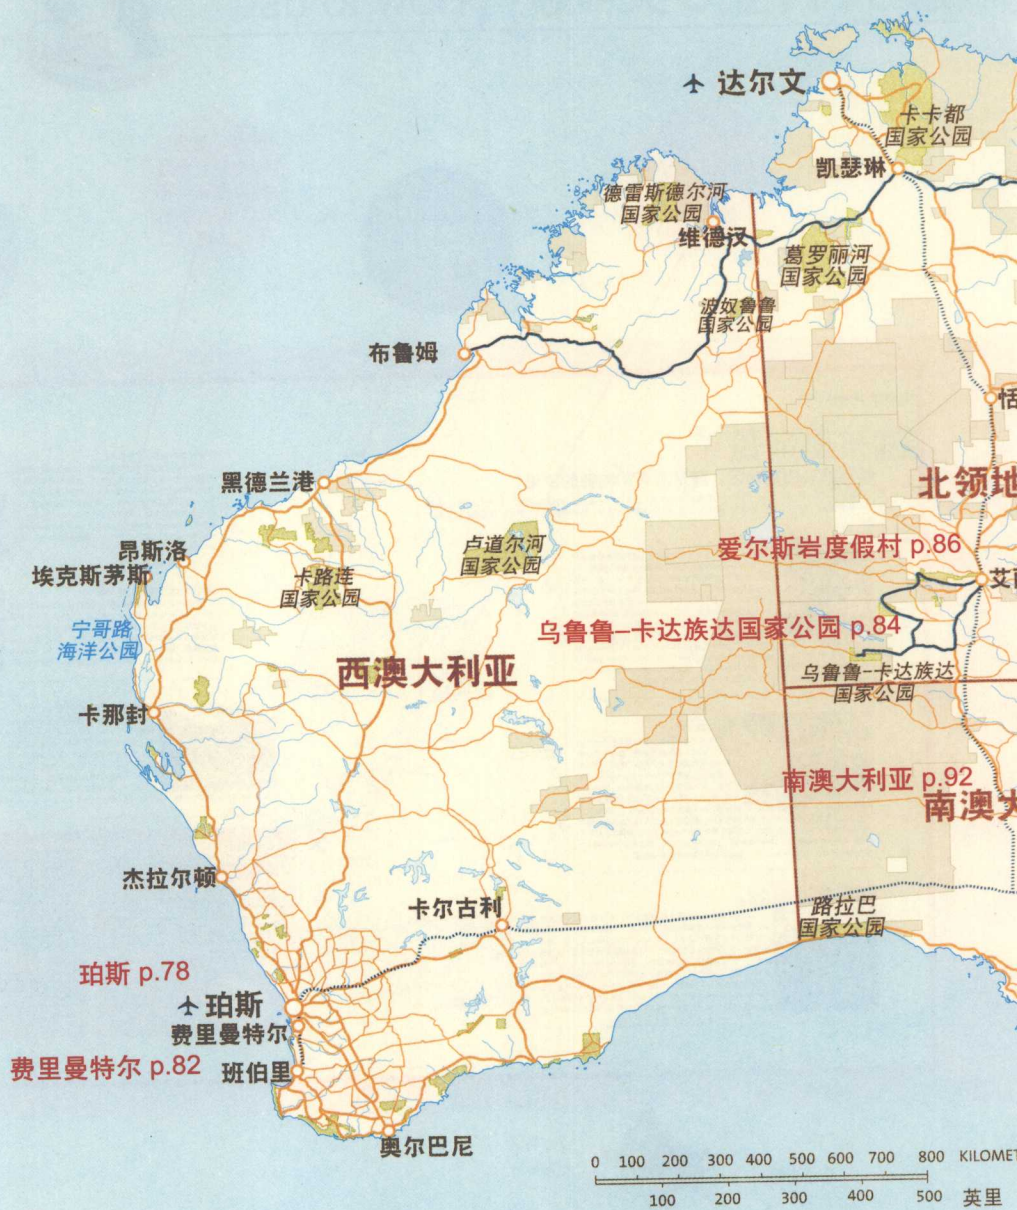 达尔文
卡卡都
国家公园
凯瑟琳
德雷斯德尔河
国家公园
维德汉
葛罗丽河
国家公园
波奴鲁鲁
国家公园
布鲁姆
恬
黑德兰港
北领地
昂斯洛
埃克斯茅斯
卢道尔河
国家公园
爱尔斯岩度假村 p.86
卡路连
国家公园
艾
宁哥路
海洋公园
乌鲁鲁–卡达族达国家公园 p.84
西澳大利亚
乌鲁鲁–卡达族达
国家公园
卡那封
南澳大利亚 p.92
南澳大
杰拉尔顿
卡尔古利
路拉巴
国家公园
珀斯 p.78
珀斯
费里曼特尔
费里曼特尔 p.82
班伯里
奥尔巴尼
0 100 200 300 400 500 600 700 800 KILOMET
100 200 300 400 500 英里